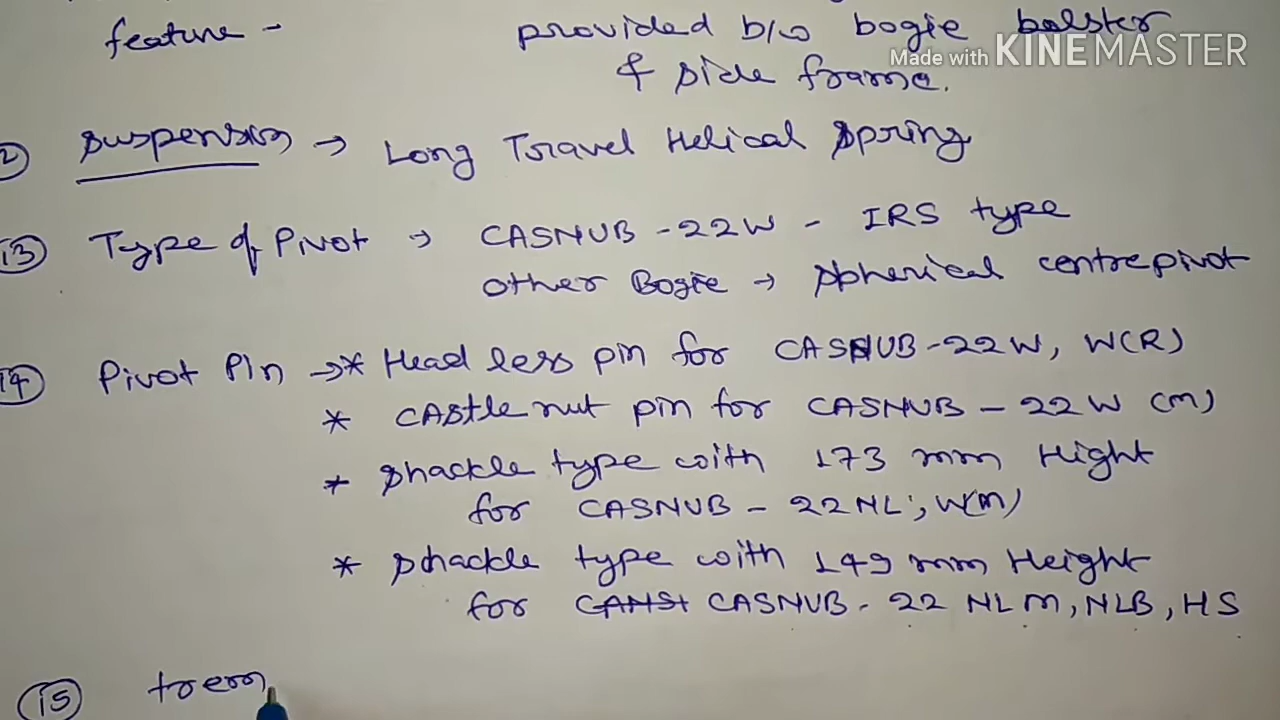 feature - provided b/w bogie bolster
Made with KINEMASTER
& side frame.
2) suspension → Long Travel Helical Spring
13) Type of Pivot → CASNUB - 22W - IRS type
other Bogie → spherical centrepivot
14) Pivot Pin → * Head less pin for CASNUB - 22W, W(R)
* CAStle nut pin for CASNUB - 22W (M)
* shackle type with 173 mm Hight
for CASNUB - 22NL, W(M)
* shackle type with 149 mm Height
for CASNUB - 22 NLM, NLB, HS
15)